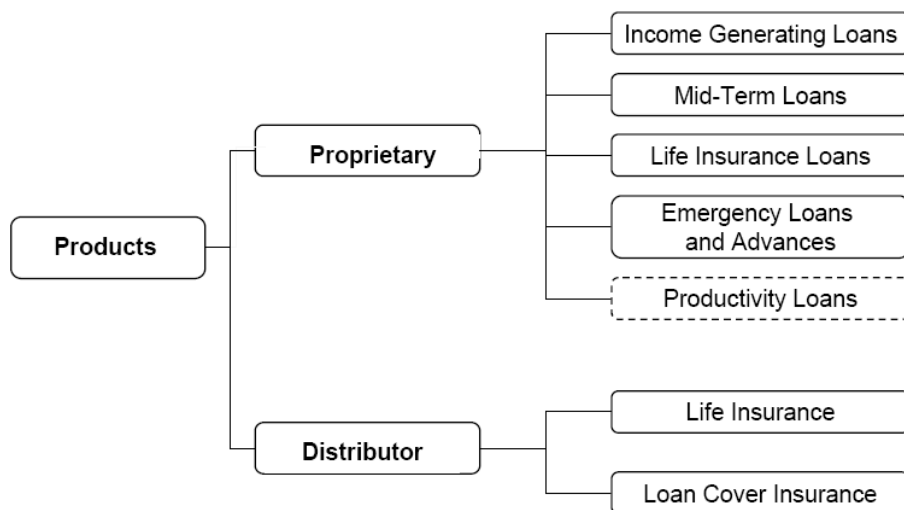 Income Generating Loans
Mid-Term Loans
Proprietary
Life Insurance Loans
Emergency Loans
and Advances
Products
Productivity Loans
Life Insurance
Distributor
Loan Cover Insurance